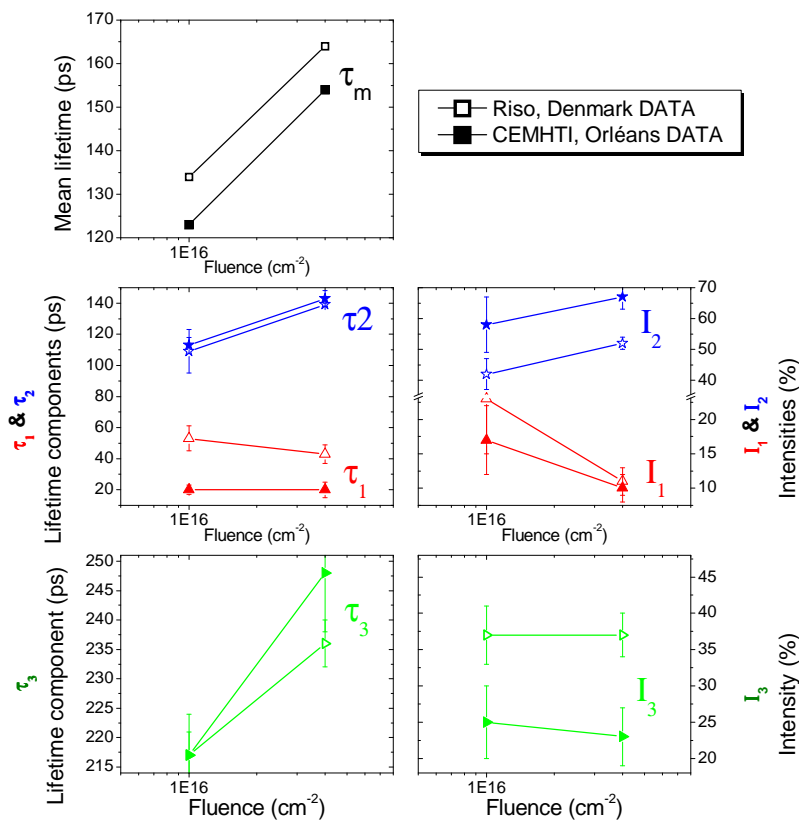 170
160
150
140
130
120
Mean lifetime (ps)
τm
1E16
Fluence (cm-2)
Riso, Denmark DATA
CEMHTI, Orléans DATA
140
120
100
80
60
40
20
τ1 & τ2
Lifetime components (ps)
τ2
τ1
1E16
Fluence (cm-2)
70
60
50
40
20
15
10
I1 & I2
Intensities (%)
I2
I1
1E16
Fluence (cm-2)
250
245
240
235
230
225
220
215
τ3
Lifetime component (ps)
τ3
1E16
Fluence (cm-2)
45
40
35
30
25
20
I3
Intensity (%)
I3
1E16
Fluence (cm-2)